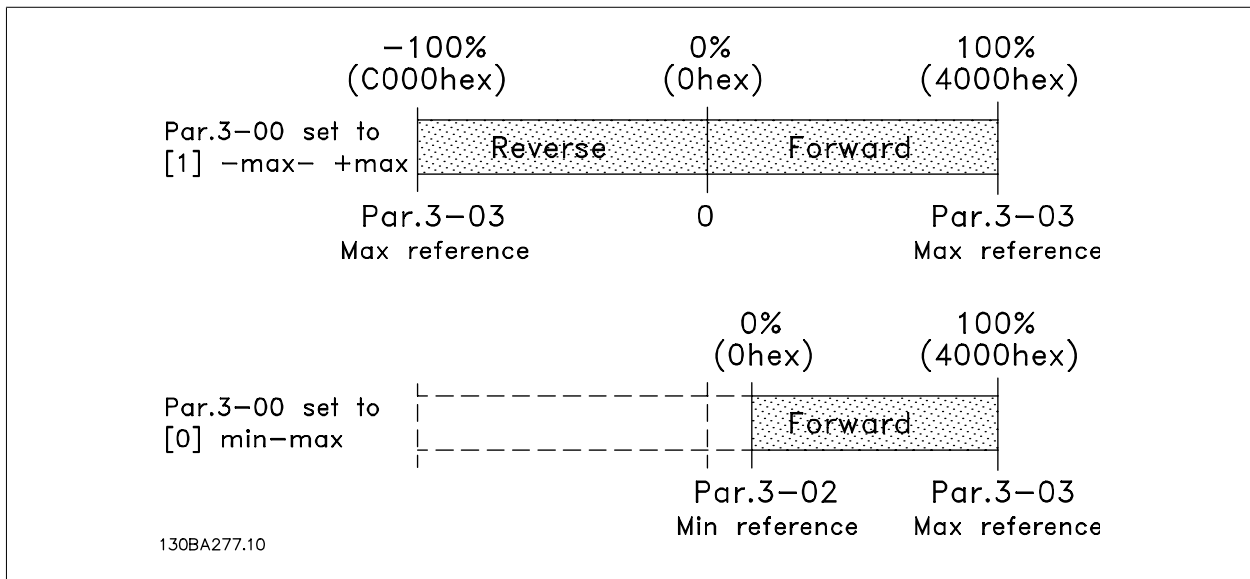 -100% 0% 100%
(C000hex) (0hex) (4000hex)
Par.3-00 set to
[1] -max- +max
Reverse Forward
Par.3-03 0 Par.3-03
Max reference Max reference
0% 100%
(0hex) (4000hex)
Par.3-00 set to
[0] min-max
Forward
Par.3-02 Par.3-03
Min reference Max reference
130BA277.10